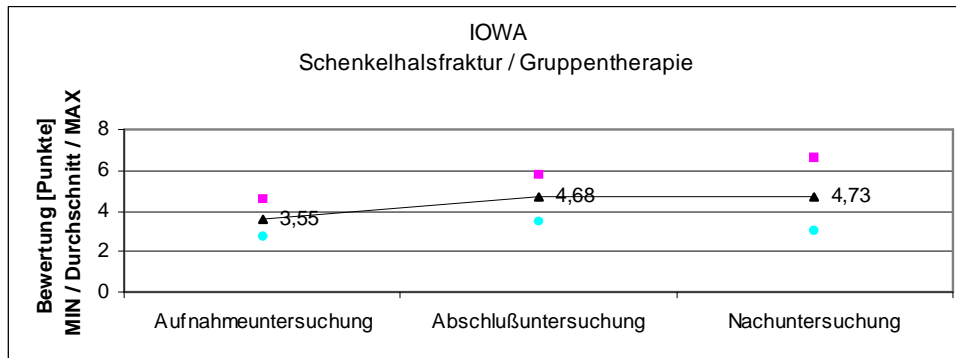 IOWA
Schenkelhalsfraktur / Gruppentherapie
Bewertung [Punkte]
MIN / Durchschnitt / MAX
8
6
4
2
0
3,55
4,68
4,73
Aufnahmeuntersuchung
Abschlußuntersuchung
Nachuntersuchung